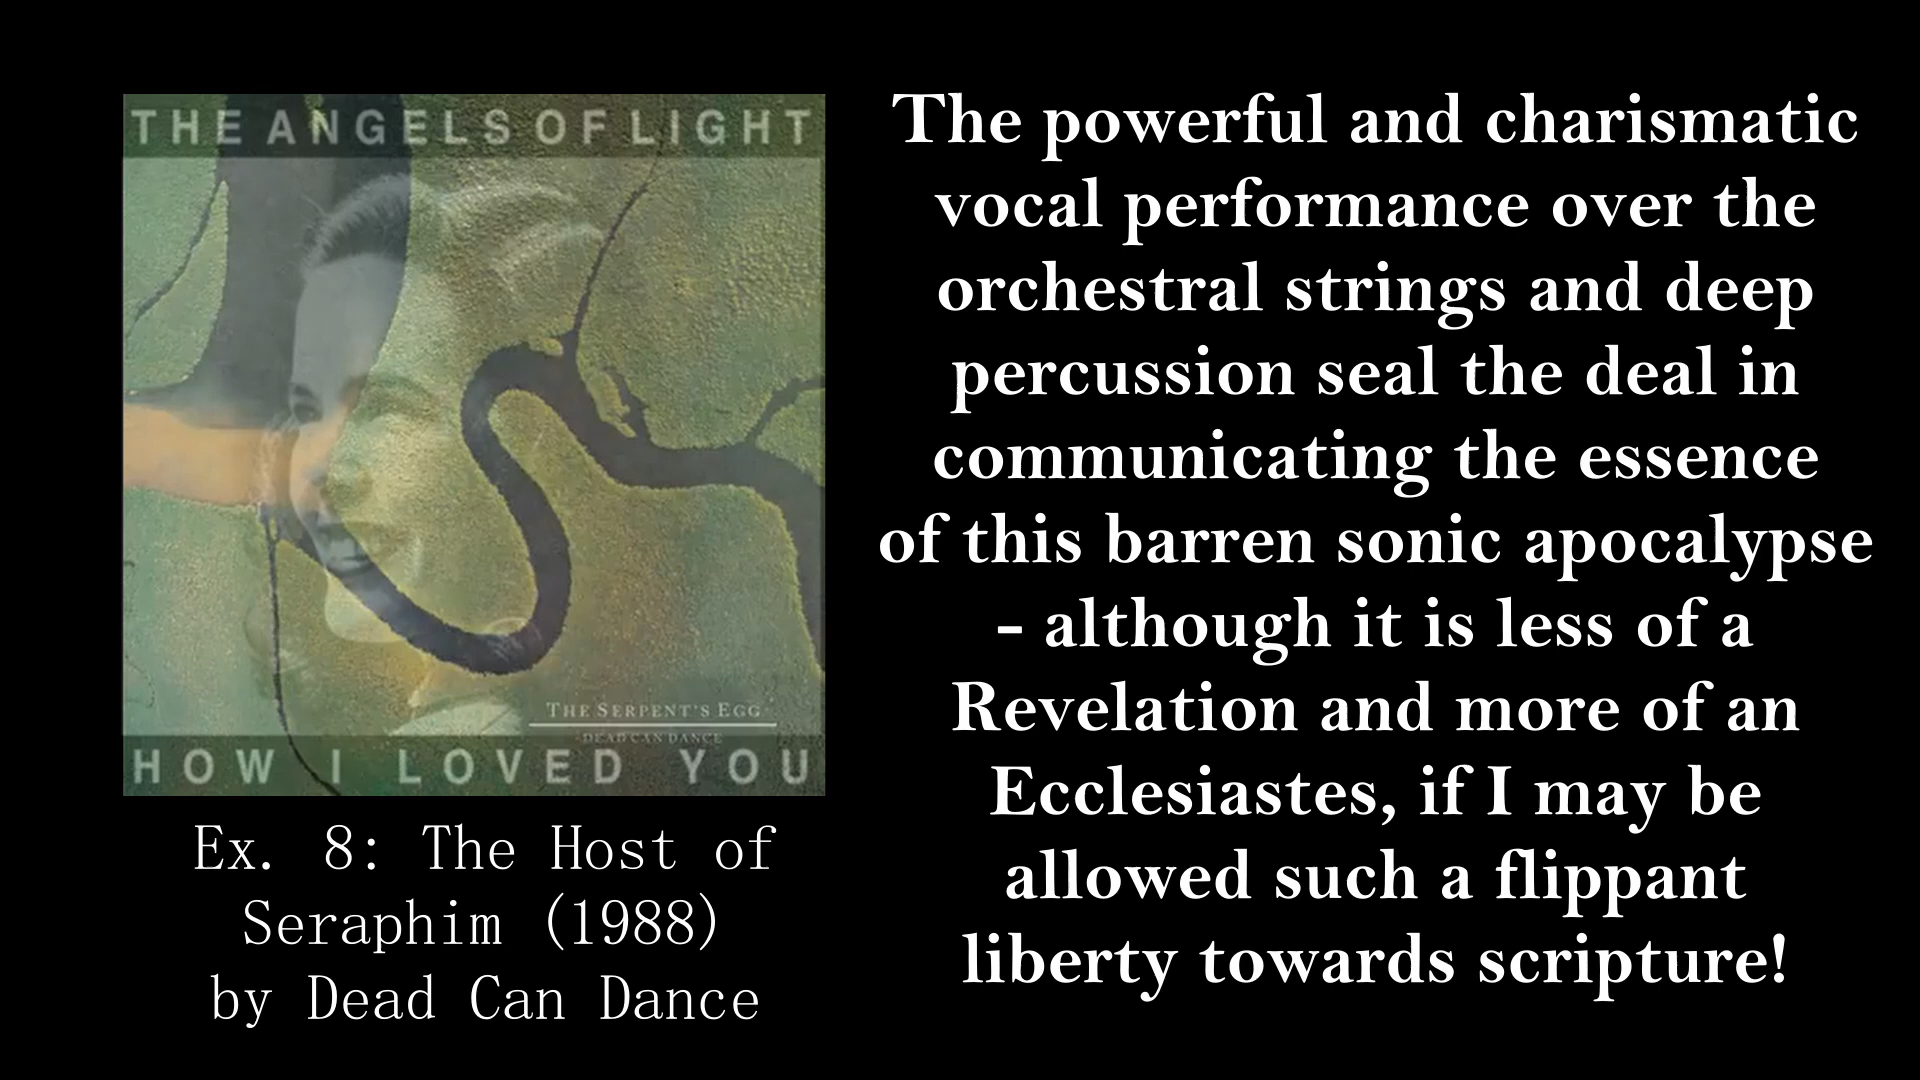 THE ANGELS OF LIGHT
THE SERPENT'S EGG
DEAD CAN DANCE
HOW I LOVED YOU
Ex. 8: The Host of
Seraphim (1988)
by Dead Can Dance
The powerful and charismatic
vocal performance over the
orchestral strings and deep
percussion seal the deal in
communicating the essence
of this barren sonic apocalypse
- although it is less of a
Revelation and more of an
Ecclesiastes, if I may be
allowed such a flippant
liberty towards scripture!